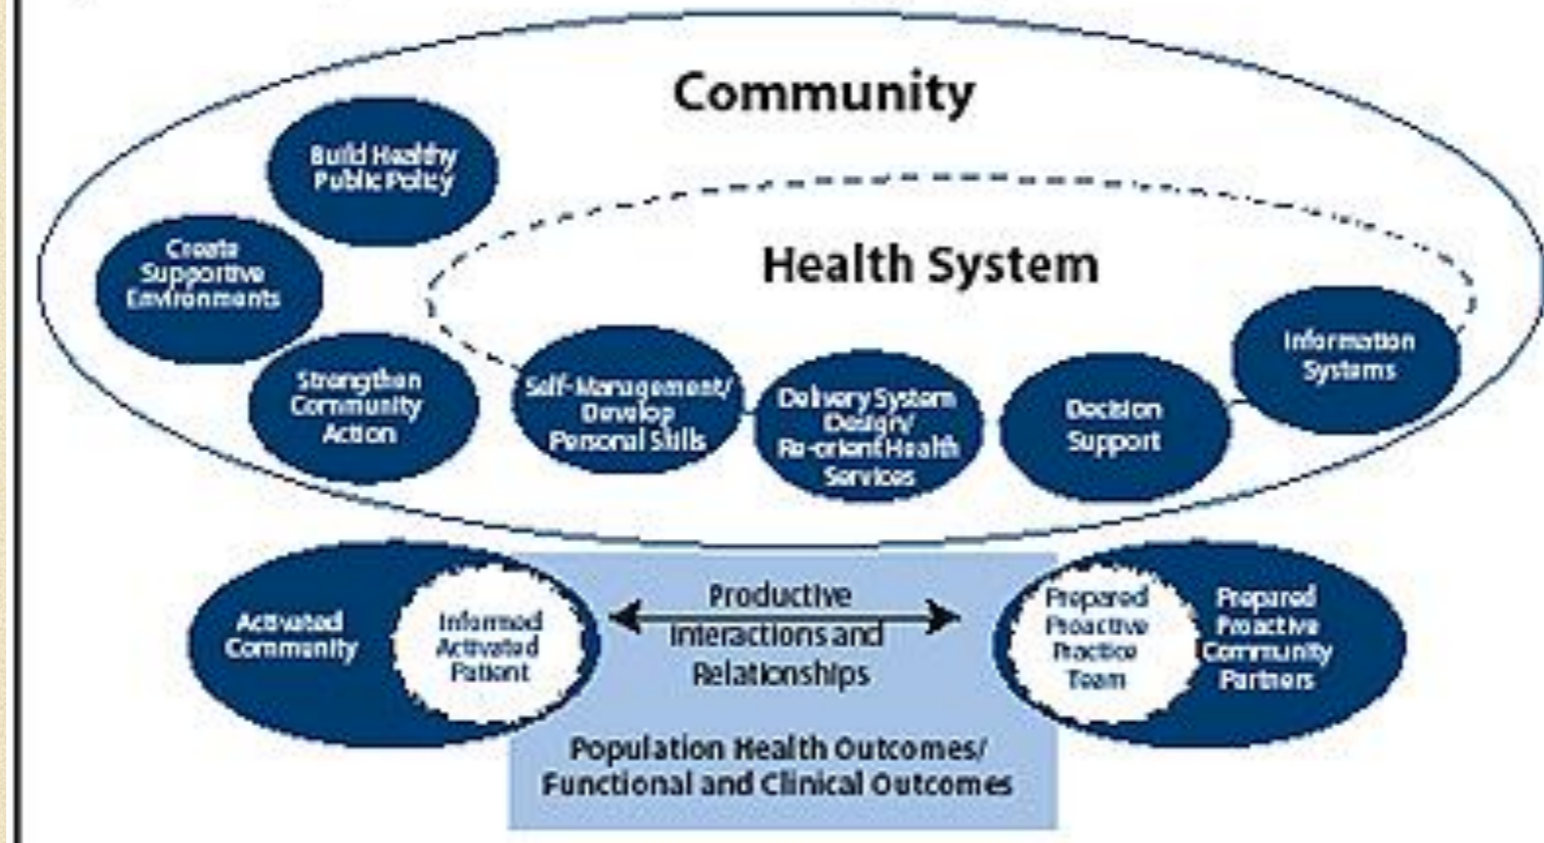 Community
Build Healthy
Public Policy
Health System
Create
Supportive
Environments
Strengthen
Community
Action
Self-Management/
Develop
Personal Skills
Delivery System
Design/
Re-orient Health
Services
Decision
Support
Information
Systems
Activated
Community
Informed
Activated
Patient
Productive
Interactions and
Relationships
Prepared
Proactive
Practice
Team
Prepared
Proactive
Community
Partners
Population Health Outcomes/
Functional and Clinical Outcomes